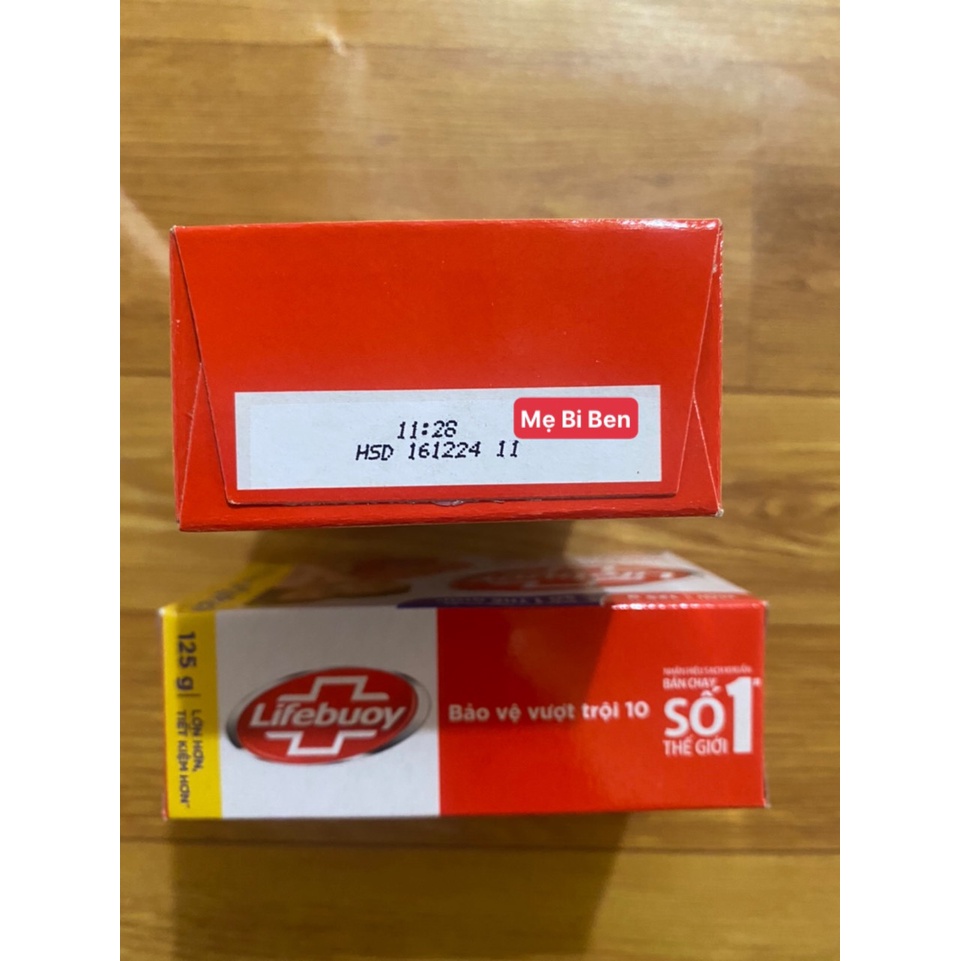 11:28
HSD 161224 11
Mẹ Bi Ben
125 g
LỚN HƠN,
TIẾT KIỆM HƠN
Lifebuoy
Bảo vệ vượt trội 10
NHÃN HIỆU SẠCH KHUẨN
BÁN CHẠY
SỐ 1
THẾ GIỚI